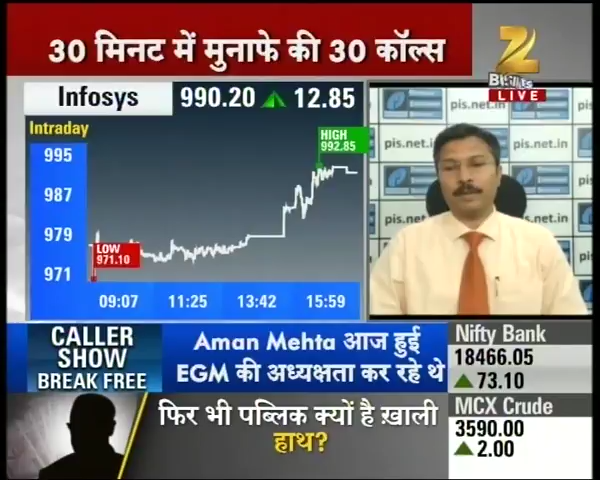 30 मिनट में मुनाफे की 30 कॉल्स
LIVE
Infosys 990.20 12.85
Intraday
HIGH
992.85
995
987
979
971
LOW
971.10
09:07 11:25 13:42 15:59
pis.net.in
CALLER
SHOW
BREAK FREE
Aman Mehta आज हुई
EGM की अध्यक्षता कर रहे थे
फिर भी पब्लिक क्यों है ख़ाली
हाथ?
Nifty Bank
18466.05
73.10
MCX Crude
3590.00
2.00